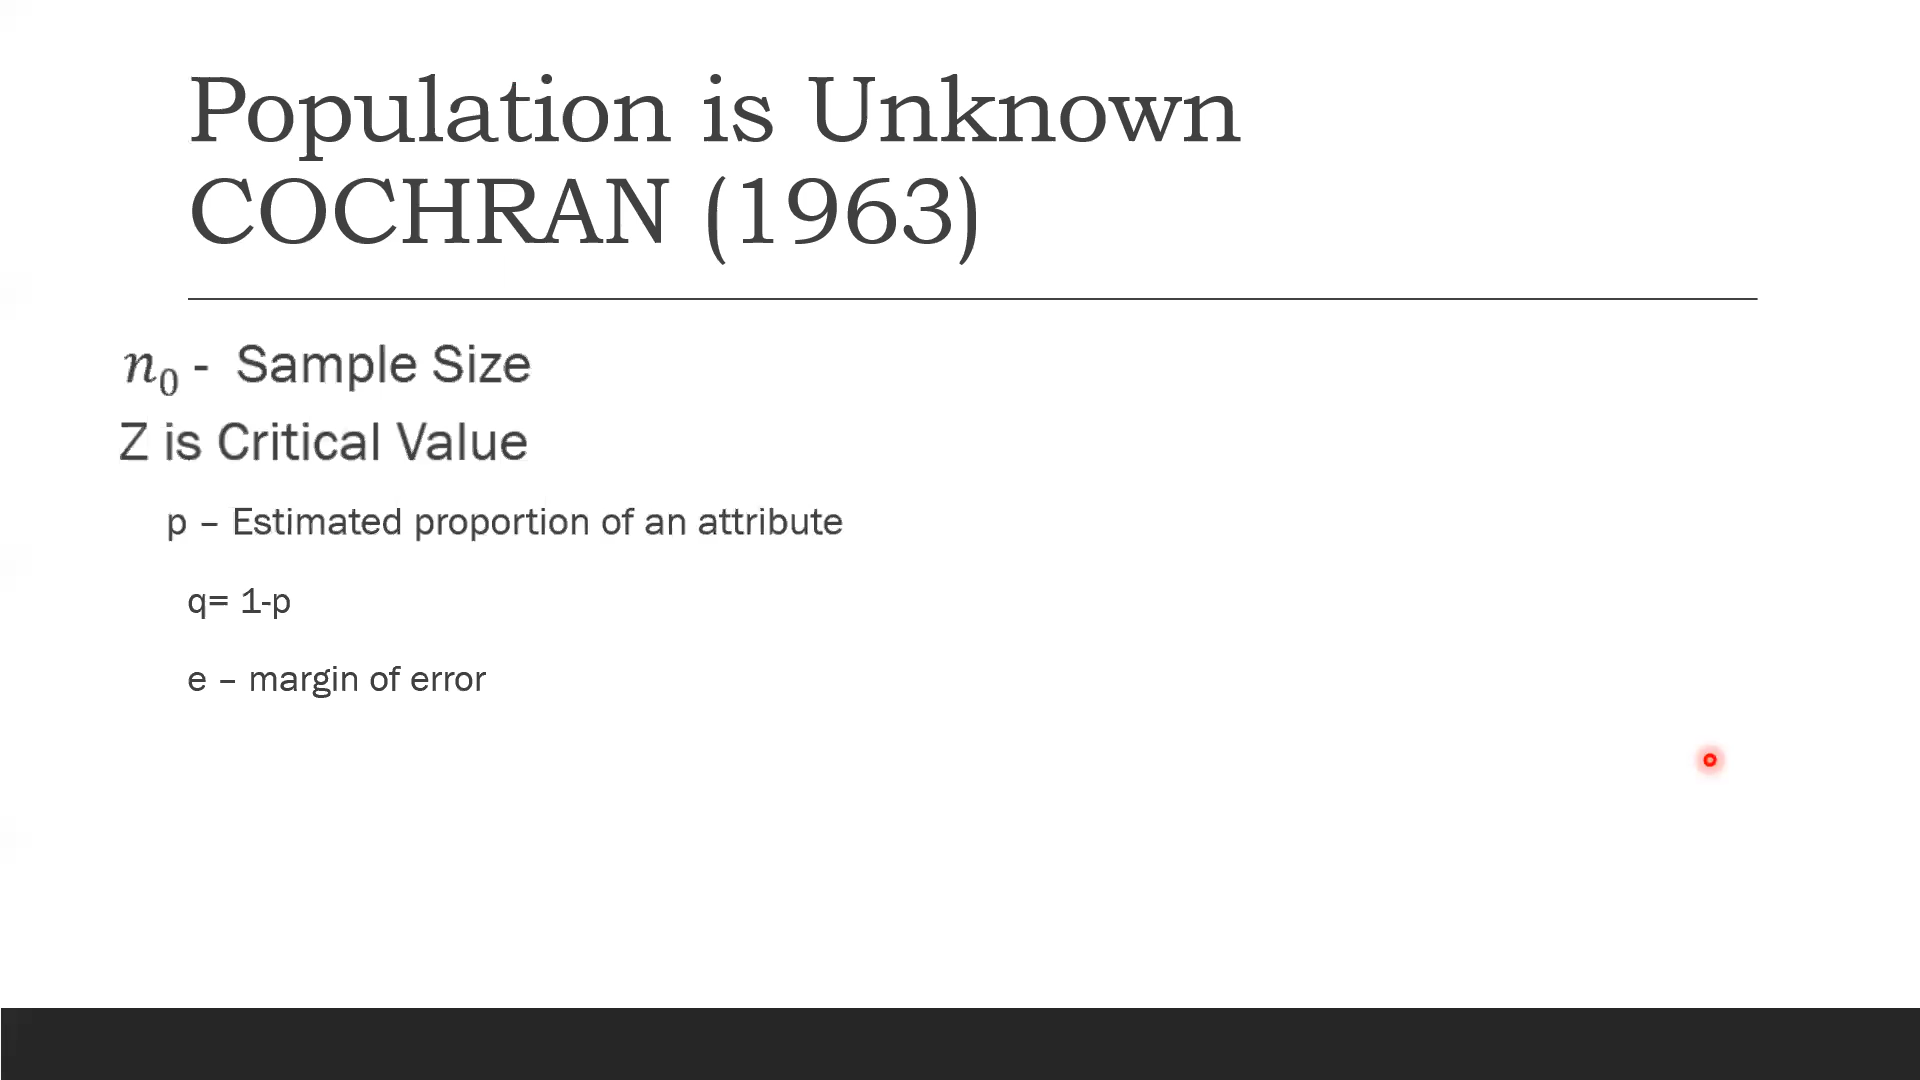 Population is Unknown
COCHRAN (1963)
n₀ - Sample Size
Z is Critical Value
p – Estimated proportion of an attribute
q= 1-p
e – margin of error